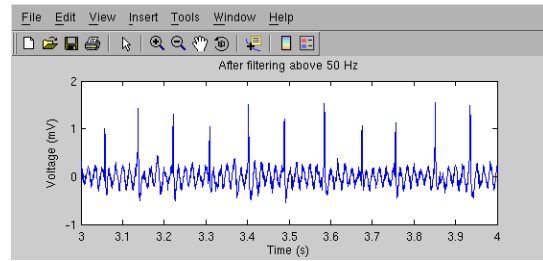 File Edit View Insert Tools Window Help
After filtering above 50 Hz
2
1
0
-1
Voltage (mV)
3 3.1 3.2 3.3 3.4 3.5 3.6 3.7 3.8 3.9 4
Time (s)